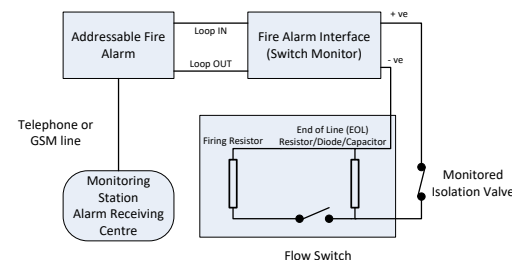 Addressable Fire
Alarm
Loop IN
Loop OUT
Fire Alarm Interface
(Switch Monitor)
+ ve
- ve
Telephone or
GSM line
Monitoring
Station
Alarm Receiving
Centre
Firing Resistor
End of Line (EOL)
Resistor/Diode/Capacitor
Flow Switch
Monitored
Isolation Valve